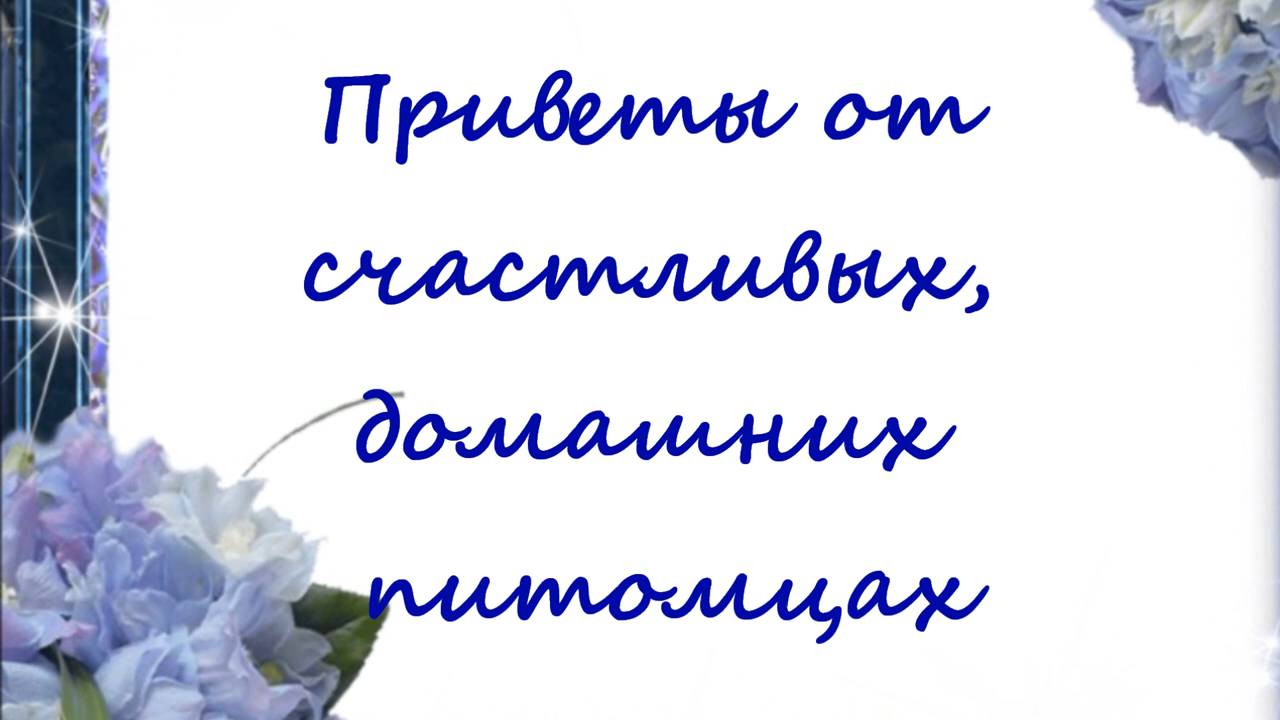 Приветы от
счастливых,
домашних
питомцах